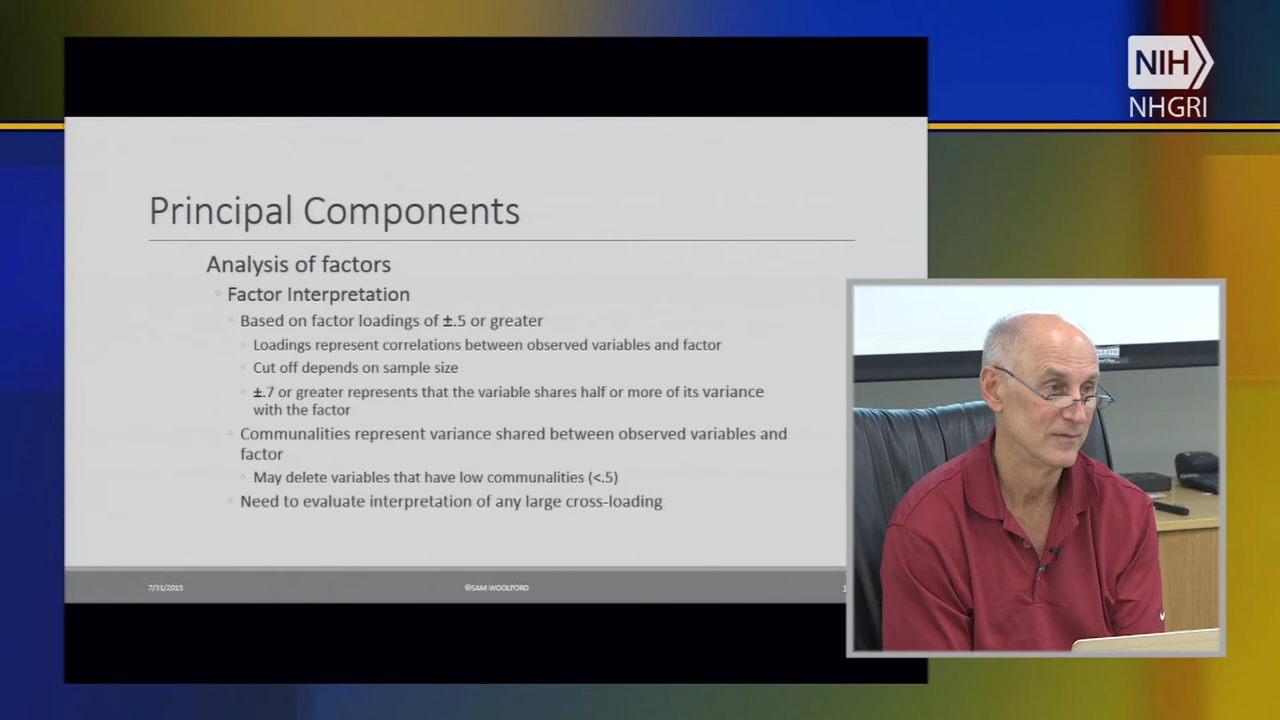 NIH
NHGRI
Principal Components
Analysis of factors
Factor Interpretation
Based on factor loadings of ±.5 or greater
Loadings represent correlations between observed variables and factor
Cut off depends on sample size
±.7 or greater represents that the variable shares half or more of its variance
with the factor
Communalities represent variance shared between observed variables and
factor
May delete variables that have low communalities (<.5)
Need to evaluate interpretation of any large cross-loading
7/31/2015
©SAM WOOLFORD